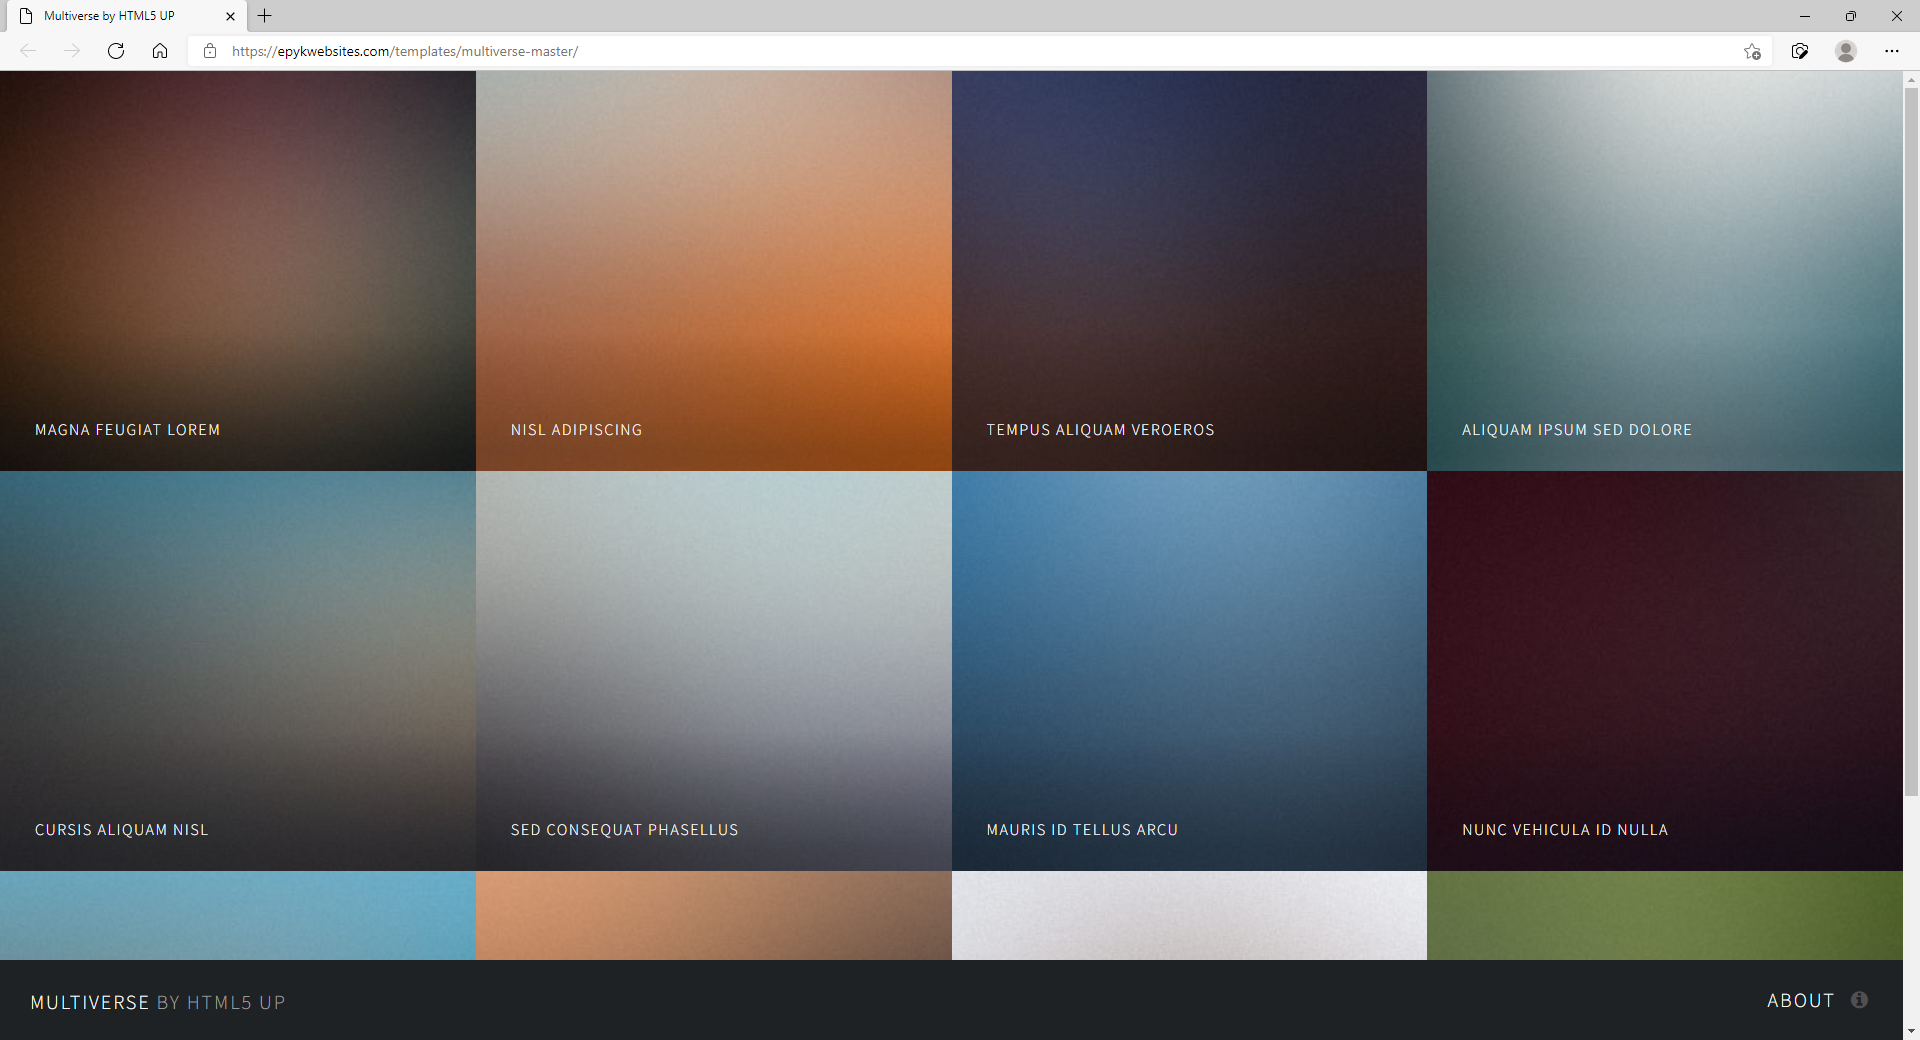 Multiverse by HTML5 UP
https://epykwebsites.com/templates/multiverse-master/
MAGNA FEUGIAT LOREM
NISL ADIPISCING
TEMPUS ALIQUAM VEROEROS
ALIQUAM IPSUM SED DOLORE
CURSIS ALIQUAM NISL
SED CONSEQUAT PHASELLUS
MAURIS ID TELLUS ARCU
NUNC VEHICULA ID NULLA
MULTIVERSE BY HTML5 UP
ABOUT